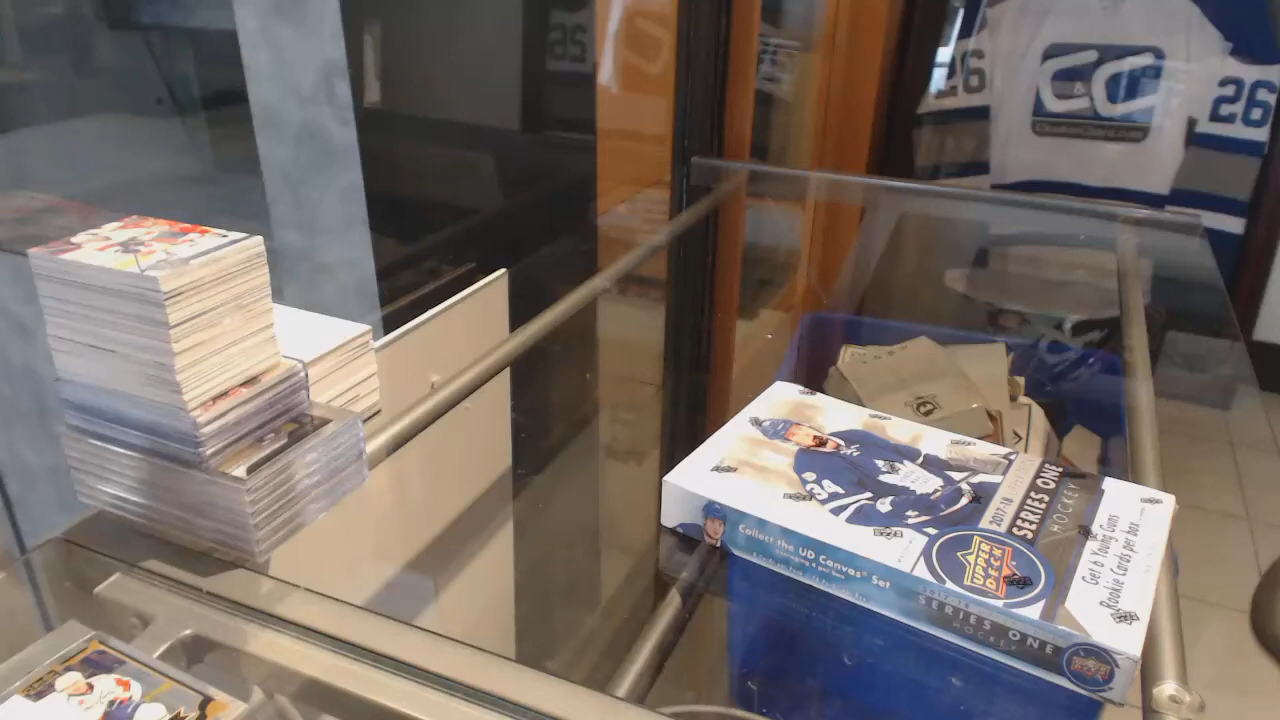 26
C&C
26
34
2017-18
SERIES ONE
HOCKEY
UPPER
DECK
Get 6 Young Guns
Rookie Cards per box
Collect the UD Canvas® Set
SERIES ONE
HOCKEY